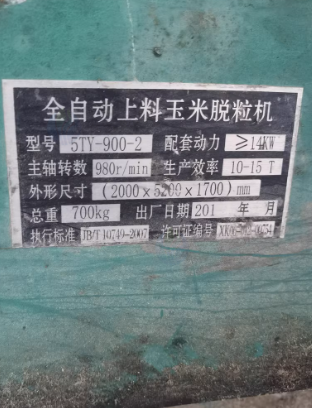 全自动上料玉米脱粒机
型号 5TY-900-2 配套动力 ≥14KW
主轴转数 980r/min 生产效率 10-15 T
外形尺寸 (2000×5200×1700)mm
总重 700kg 出厂日期 201 年 月
执行标准 JB/T 10749-2007 许可证编号